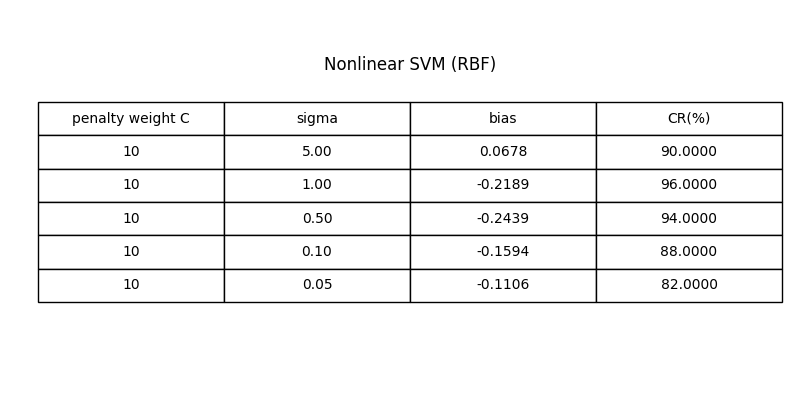 Nonlinear SVM (RBF)
penalty weight C sigma bias CR(%)
10 5.00 0.0678 90.0000
10 1.00 -0.2189 96.0000
10 0.50 -0.2439 94.0000
10 0.10 -0.1594 88.0000
10 0.05 -0.1106 82.0000